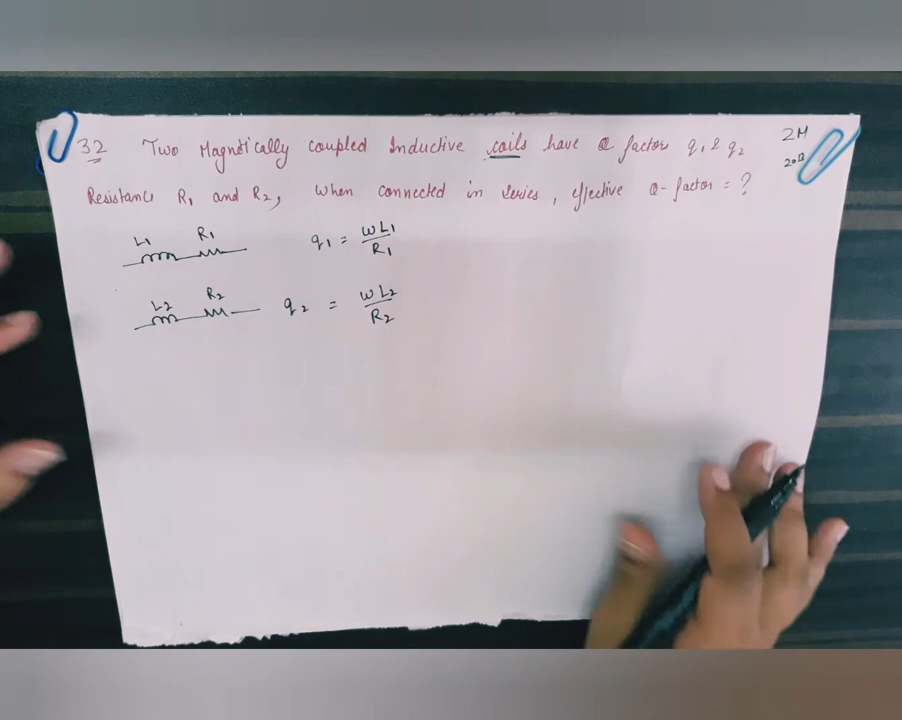 32 Two Magnetically coupled Inductive coils have Q factor q1 & q2 2M
2013
Resistance R1 and R2, when connected in series, effective Q-factor = ?
L1 R1 q1 = ωL1/R1
L2 R2 q2 = ωL2/R2